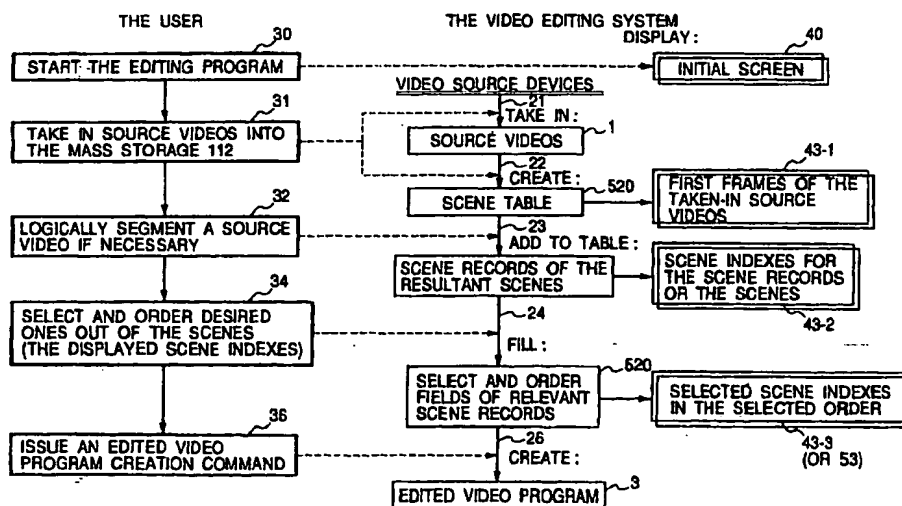 THE USER
THE VIDEO EDITING SYSTEM
DISPLAY:
30
START THE EDITING PROGRAM
40
INITIAL SCREEN
VIDEO SOURCE DEVICES
21
TAKE IN:
31
TAKE IN SOURCE VIDEOS INTO
THE MASS STORAGE 112
1
SOURCE VIDEOS
22
CREATE:
520
SCENE TABLE
43-1
FIRST FRAMES OF THE
TAKEN-IN SOURCE
VIDEOS
32
LOGICALLY SEGMENT A SOURCE
VIDEO IF NECESSARY
23
ADD TO TABLE:
SCENE RECORDS OF THE
RESULTANT SCENES
SCENE INDEXES FOR
THE SCENE RECORDS
OR THE SCENES
43-2
34
SELECT AND ORDER DESIRED
ONES OUT OF THE SCENES
(THE DISPLAYED SCENE INDEXES)
24
FILL:
520
SELECT AND ORDER
FIELDS OF RELEVANT
SCENE RECORDS
SELECTED SCENE INDEXES
IN THE SELECTED ORDER
43-3
(OR 53)
36
ISSUE AN EDITED VIDEO
PROGRAM CREATION COMMAND
26
CREATE:
3
EDITED VIDEO PROGRAM